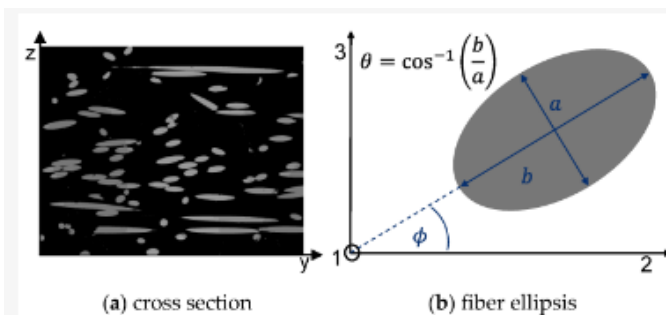 z
y
(a) cross section
3
θ = cos⁻¹(b/a)
a
b
ϕ
1
2
(b) fiber ellipsis